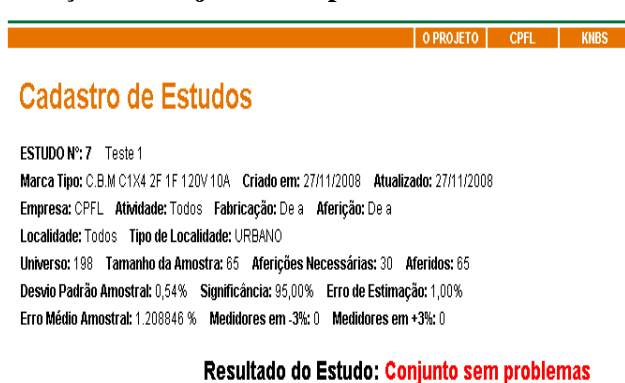 O PROJETO CPFL KNBS
Cadastro de Estudos
ESTUDO Nº: 7 Teste 1
Marca Tipo: C.B.M C1X4 2F 1F 120V 10A Criado em: 27/11/2008 Atualizado: 27/11/2008
Empresa: CPFL Atividade: Todos Fabricação: De a Aferição: De a
Localidade: Todos Tipo de Localidade: URBANO
Universo: 198 Tamanho da Amostra: 65 Aferições Necessárias: 30 Aferidos: 65
Desvio Padrão Amostral: 0,54% Significância: 95,00% Erro de Estimação: 1,00%
Erro Médio Amostral: 1.208846 % Medidores em -3%: 0 Medidores em +3%: 0
Resultado do Estudo: Conjunto sem problemas